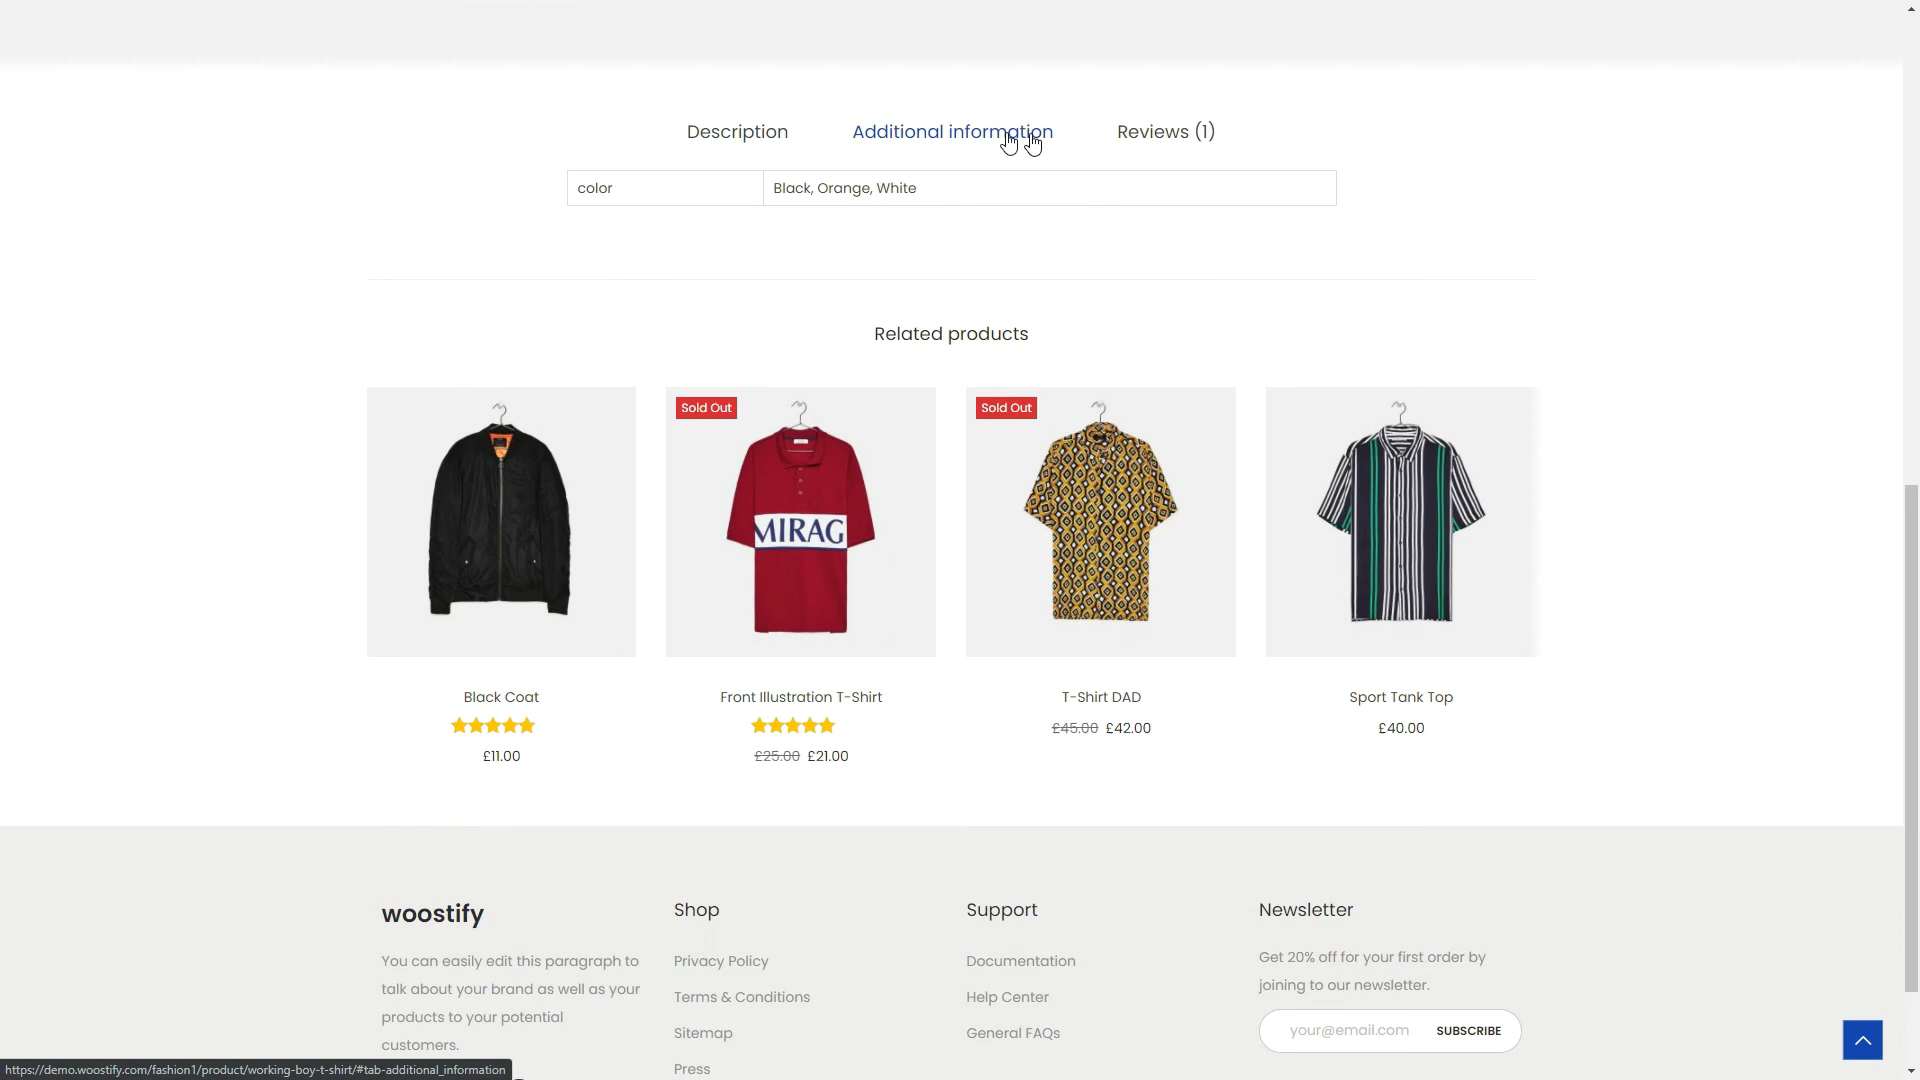 Description
Additional information
Reviews (1)
color
Black, Orange, White
Related products
Sold Out
MIRAG
Sold Out
Black Coat
£11.00
Front Illustration T-Shirt
£25.00 £21.00
T-Shirt DAD
£45.00 £42.00
Sport Tank Top
£40.00
woostify
You can easily edit this paragraph to
talk about your brand as well as your
products to your potential
customers.
Shop
Privacy Policy
Terms & Conditions
Sitemap
Press
Support
Documentation
Help Center
General FAQs
Newsletter
Get 20% off for your first order by
joining to our newsletter.
your@email.com
SUBSCRIBE
https://demo.woostify.com/fashion1/product/working-boy-t-shirt/#tab-additional_information